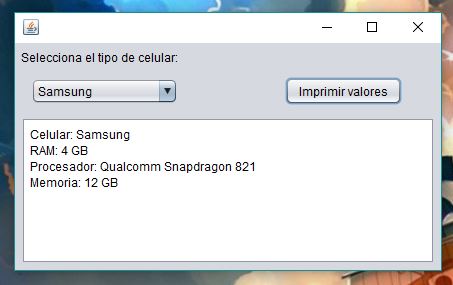 Selecciona el tipo de celular:
Samsung
Imprimir valores
Celular: Samsung
RAM: 4 GB
Procesador: Qualcomm Snapdragon 821
Memoria: 12 GB